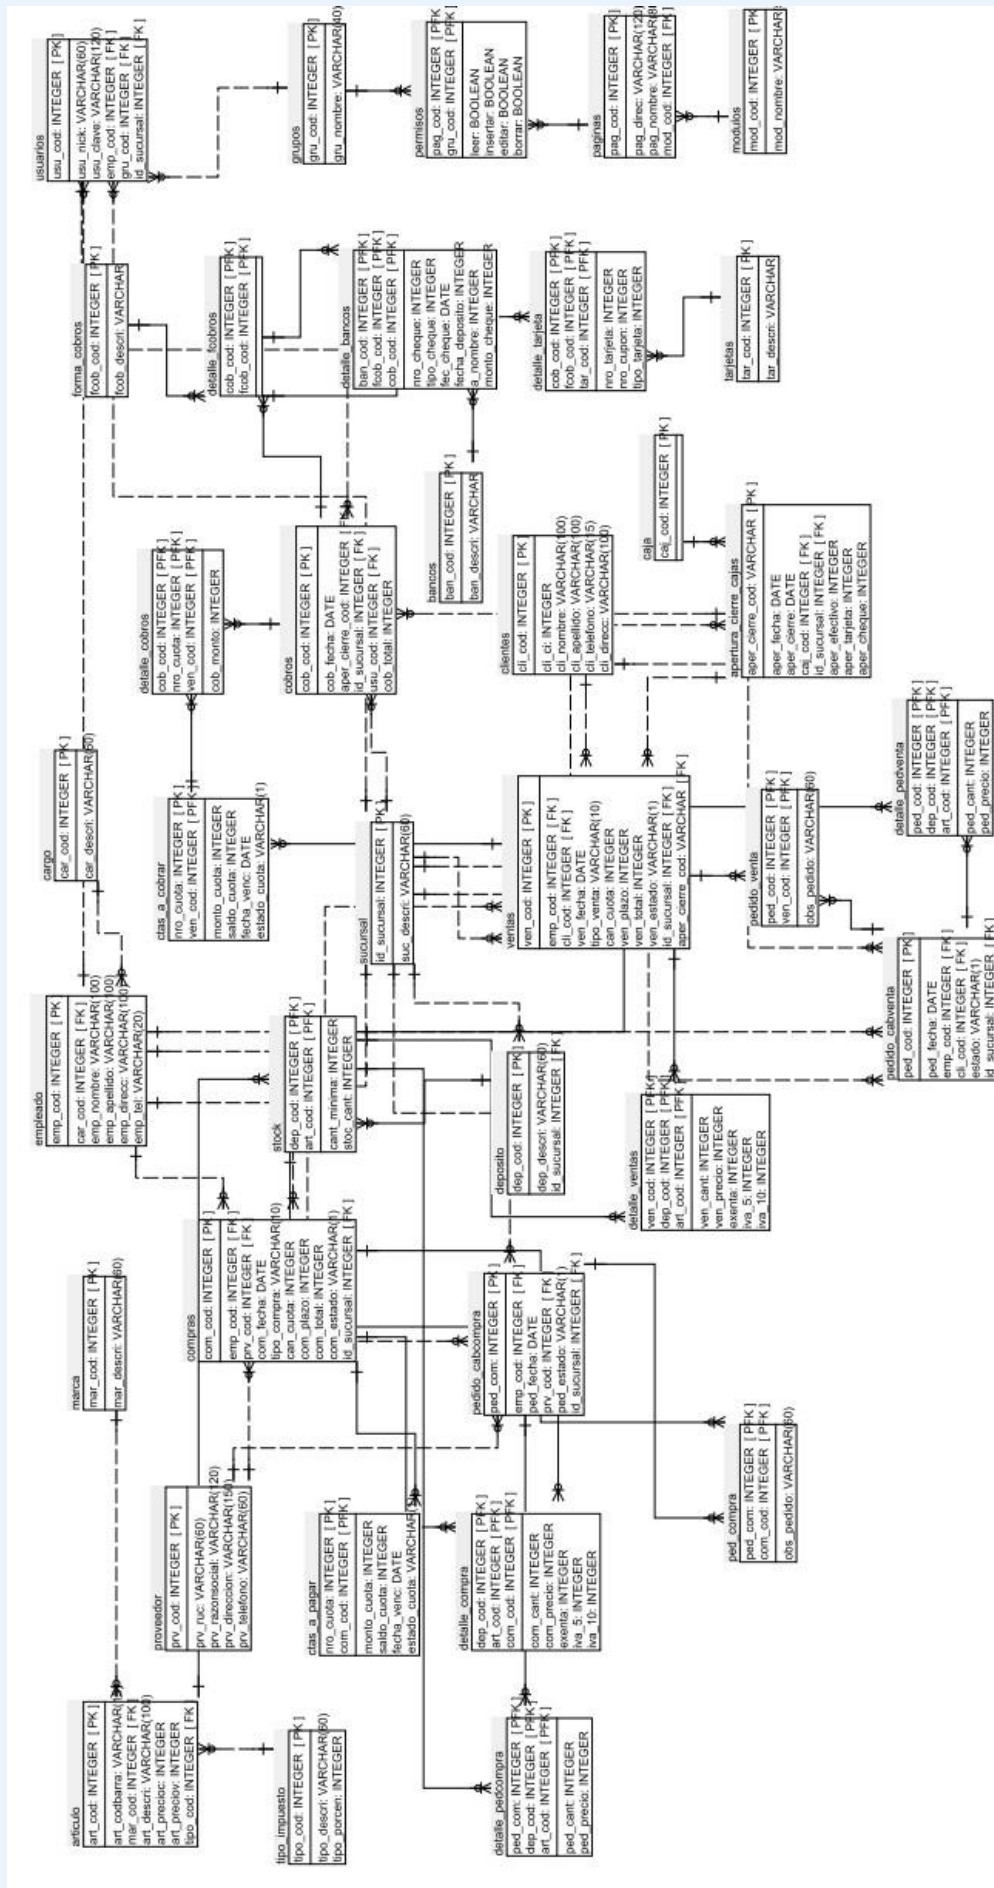 usuarios
usu_cod: INTEGER [ PK ]
usu_nick: VARCHAR(60)
usu_clave: VARCHAR(120)
emp_cod: INTEGER [ FK ]
gru_cod: INTEGER [ FK ]
id_sucursal: INTEGER [ FK ]
grupos
gru_cod: INTEGER [ PK ]
gru_nombre: VARCHAR(40)
permisos
pag_cod: INTEGER [ PFK ]
gru_cod: INTEGER [ PFK ]
leer: BOOLEAN
insertar: BOOLEAN
editar: BOOLEAN
borrar: BOOLEAN
paginas
pag_cod: INTEGER [ PK ]
pag_direc: VARCHAR(120)
pag_nombre:
mod_cod: INTEGER [ FK ]
modulos
mod_cod: INTEGER [ PK ]
mod_nombre: VARCHAR
forma_cobros
fcob_cod: INTEGER [ PK ]
fcob_descri: VARCHAR
detalle_fcobros
cob_cod: INTEGER [ PFK ]
fcob_cod: INTEGER [ PFK ]
detalle_bancos
ban_cod: INTEGER [ PFK ]
fcob_cod: INTEGER [ PFK ]
cob_cod: INTEGER [ PFK ]
nro_cheque: INTEGER
tipo_cheque: INTEGER
fec_cheque: DATE
fecha_deposito: INTEGER
a_nombre: INTEGER
monto_cheque: INTEGER
detalle_tarjeta
cob_cod: INTEGER [ PFK ]
fcob_cod: INTEGER [ PFK ]
tar_cod: INTEGER [ PFK ]
nro_tarjeta: INTEGER
nro_cupon: INTEGER
tipo_tarjeta: INTEGER
tarjetas
tar_cod: INTEGER [ PK ]
tar_descri: VARCHAR
detalle_cobros
cob_cod: INTEGER [ PFK ]
nro_cuota: INTEGER [ PFK ]
ven_cod: INTEGER [ PFK ]
cob_monto: INTEGER
cobros
cob_cod: INTEGER [ PK ]
cob_fecha: DATE
aper_cierre_cod: INTEGER [ FK ]
id_sucursal: INTEGER [ FK ]
usu_cod: INTEGER [ FK ]
cob_total: INTEGER
bancos
ban_cod: INTEGER [ PK ]
ban_descri: VARCHAR
clientes
cli_cod: INTEGER [ PK ]
cli_ci: INTEGER
cli_nombre: VARCHAR(100)
cli_apellido: VARCHAR(100)
cli_telefono: VARCHAR(15)
cli_direcc: VARCHAR(100)
caja
caj_cod: INTEGER [ PK ]
apertura_cierre_cajas
aper_cierre_cod: VARCHAR [ PK ]
aper_fecha: DATE
aper_cierre: DATE
caj_cod: INTEGER [ FK ]
id_sucursal: INTEGER [ FK ]
aper_efectivo: INTEGER
aper_tarjeta: INTEGER
aper_cheque: INTEGER
cargo
car_cod: INTEGER [ PK ]
car_descri: VARCHAR(60)
ctas_a_cobrar
nro_cuota: INTEGER [ PK ]
ven_cod: INTEGER [ PFK ]
monto_cuota: INTEGER
saldo_cuota: INTEGER
fecha_venc: DATE
estado_cuota: VARCHAR(1)
sucursal
id_sucursal: INTEGER [ PK ]
suc_descri: VARCHAR(60)
ventas
ven_cod: INTEGER [ PK ]
emp_cod: INTEGER [ FK ]
cli_cod: INTEGER [ FK ]
ven_fecha: DATE
tipo_venta: VARCHAR(10)
can_cuota: INTEGER
ven_plazo: INTEGER
ven_total: INTEGER
ven_estado: VARCHAR(1)
id_sucursal: INTEGER [ FK ]
aper_cierre_cod: VARCHAR [ FK ]
pedido_venta
ped_cod: INTEGER [ PFK ]
ven_cod: INTEGER [ PFK ]
obs_pedido: VARCHAR(60)
detalle_pedventa
ped_cod: INTEGER [ PFK ]
dep_cod: INTEGER [ PFK ]
art_cod: INTEGER [ PFK ]
ped_cant: INTEGER
ped_precio: INTEGER
empleado
emp_cod: INTEGER [ PK ]
car_cod: INTEGER [ FK ]
emp_nombre: VARCHAR(100)
emp_apellido: VARCHAR(100)
emp_direcc: VARCHAR(100)
emp_tel: VARCHAR(20)
stock
dep_cod: INTEGER [ PFK ]
art_cod: INTEGER [ PFK ]
cant_minima: INTEGER
stoc_cant: INTEGER
deposito
dep_cod: INTEGER [ PK ]
dep_descri: VARCHAR(60)
id_sucursal: INTEGER [ FK ]
detalle_ventas
ven_cod: INTEGER [ PFK ]
dep_cod: INTEGER [ PFK ]
art_cod: INTEGER [ PFK ]
ven_cant: INTEGER
ven_precio: INTEGER
exenta: INTEGER
iva_5: INTEGER
iva_10: INTEGER
pedido_cabventa
ped_cod: INTEGER [ PK ]
ped_fecha: DATE
emp_cod: INTEGER [ FK ]
cli_cod: INTEGER [ FK ]
estado: VARCHAR(1)
id_sucursal: INTEGER [ FK ]
marca
mar_cod: INTEGER [ PK ]
mar_descri: VARCHAR(60)
compras
com_cod: INTEGER [ PK ]
emp_cod: INTEGER [ FK ]
prv_cod: INTEGER [ FK ]
com_fecha: DATE
tipo_compra: VARCHAR(10)
can_cuota: INTEGER
com_plazo: INTEGER
com_total: INTEGER
com_estado: VARCHAR(1)
id_sucursal: INTEGER [ FK ]
pedido_cabcompra
ped_com: INTEGER [ PK ]
emp_cod: INTEGER [ FK ]
ped_fecha: DATE
prv_cod: INTEGER [ FK ]
ped_estado: VARCHAR(1)
id_sucursal: INTEGER [ FK ]
ped_compra
ped_com: INTEGER [ PFK ]
com_cod: INTEGER [ PFK ]
obs_pedido: VARCHAR(60)
proveedor
prv_cod: INTEGER [ PK ]
prv_ruc: VARCHAR(60)
prv_razonsocial: VARCHAR(120)
prv_direccion: VARCHAR(150)
prv_telefono: VARCHAR(60)
ctas_a_pagar
nro_cuota: INTEGER [ PK ]
com_cod: INTEGER [ PFK ]
monto_cuota: INTEGER
saldo_cuota: INTEGER
fecha_venc: DATE
estado_cuota:
detalle_compra
dep_cod: INTEGER [ PFK ]
art_cod: INTEGER [ PFK ]
com_cod: INTEGER [ PFK ]
com_cant: INTEGER
com_precio: INTEGER
exenta: INTEGER
iva_5: INTEGER
iva_10: INTEGER
articulo
art_cod: INTEGER [ PK ]
art_codbarra:
mar_cod: INTEGER [ FK ]
art_descri: VARCHAR(100)
art_precioc: INTEGER
art_preciov: INTEGER
tipo_cod: INTEGER [ FK ]
tipo_impuesto
tipo_cod: INTEGER [ PK ]
tipo_descri: VARCHAR(60)
tipo_porcen: INTEGER
detalle_pedcompra
ped_com: INTEGER [ PFK ]
dep_cod: INTEGER [ PFK ]
art_cod: INTEGER [ PFK ]
ped_cant: INTEGER
ped_precio: INTEGER